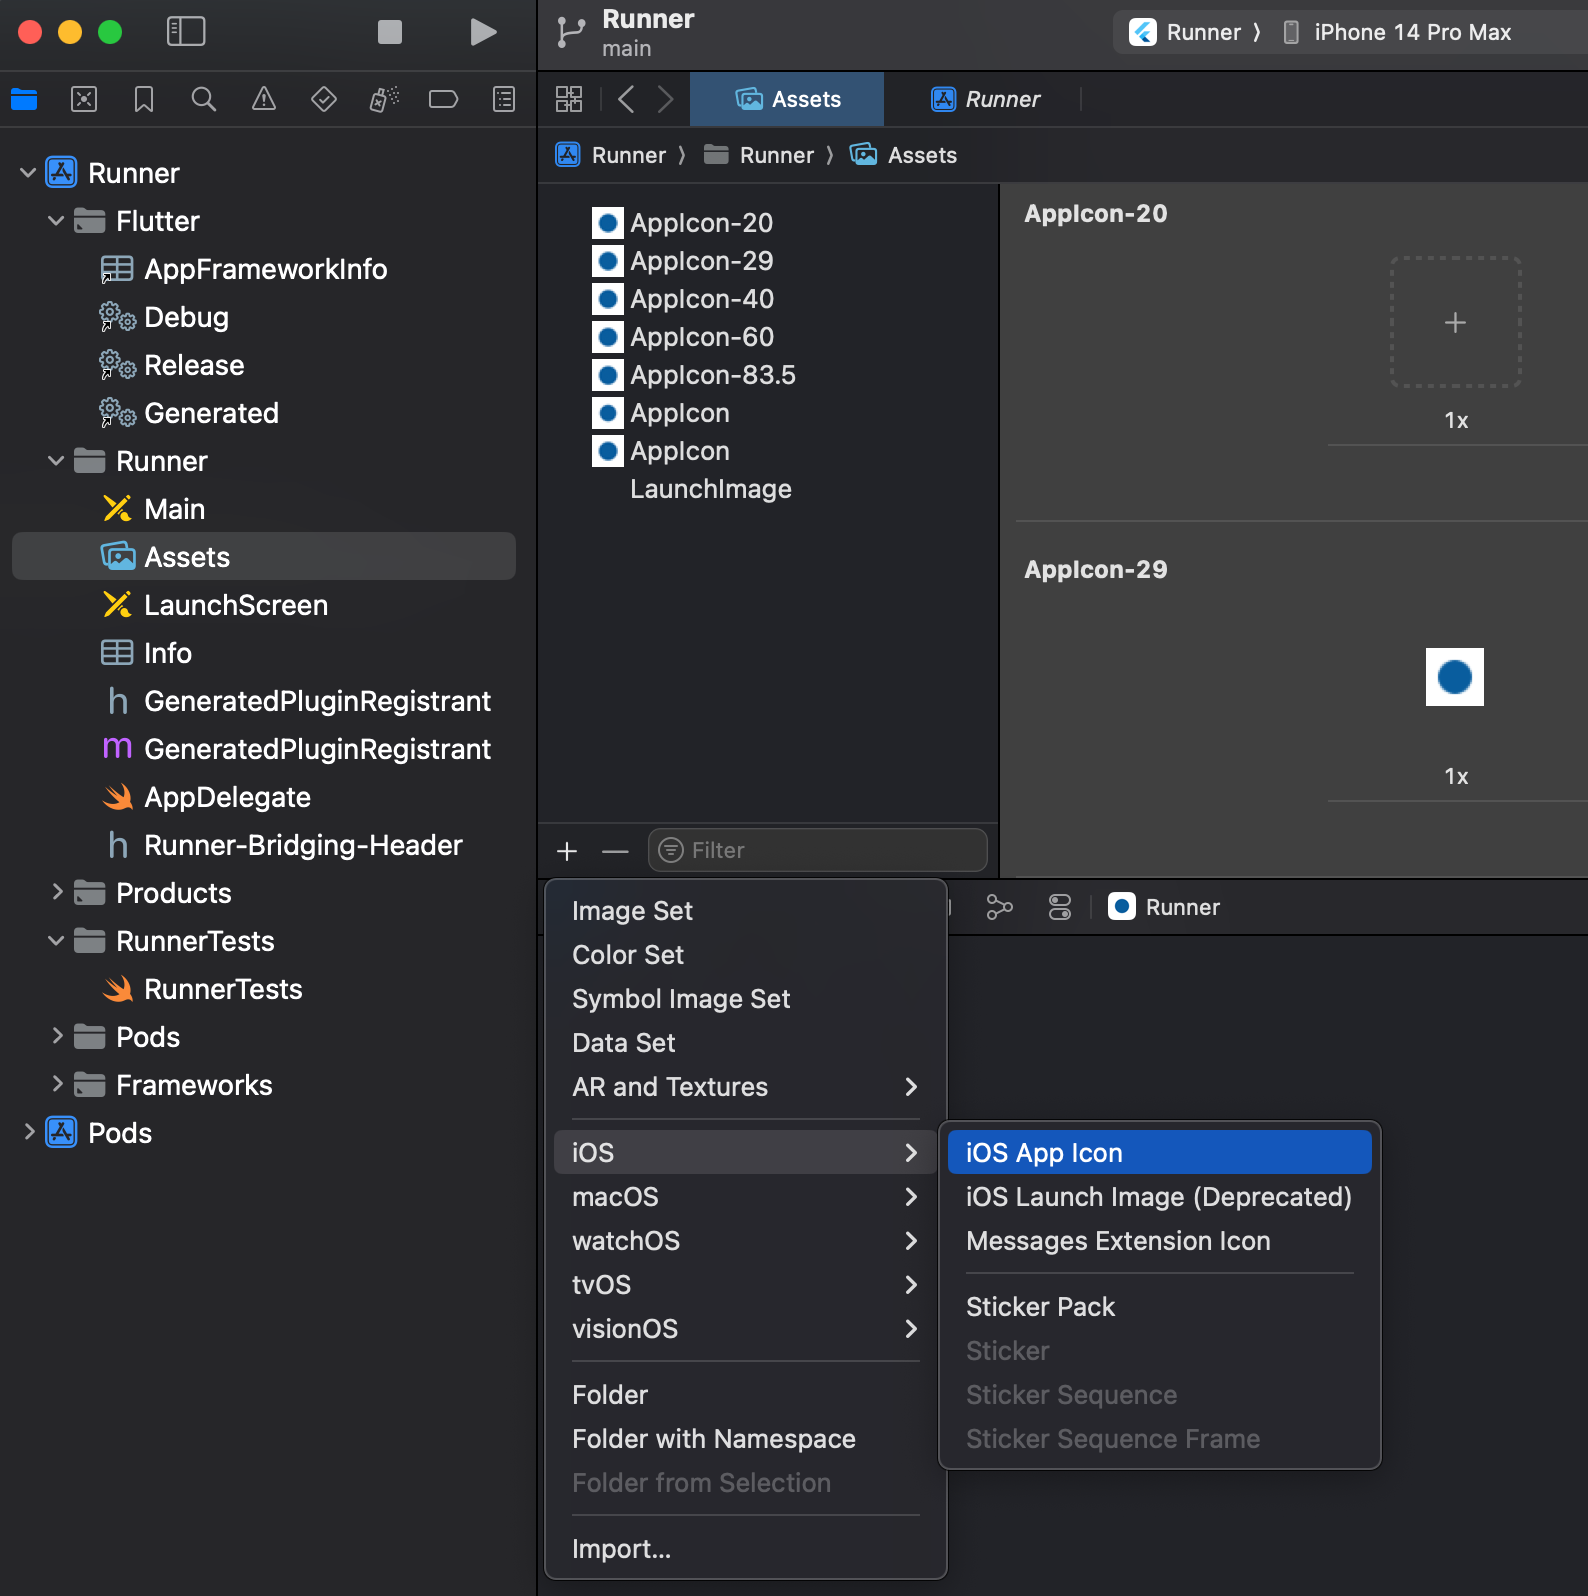 Runner
main
Runner
iPhone 14 Pro Max
Assets
Runner
Runner
Runner
Assets
Runner
Flutter
AppFrameworkInfo
Debug
Release
Generated
Runner
Main
Assets
LaunchScreen
Info
h GeneratedPluginRegistrant
m GeneratedPluginRegistrant
AppDelegate
h Runner-Bridging-Header
Products
RunnerTests
RunnerTests
Pods
Frameworks
Pods
AppIcon-20
AppIcon-29
AppIcon-40
AppIcon-60
AppIcon-83.5
AppIcon
AppIcon
LaunchImage
Filter
AppIcon-20
1x
AppIcon-29
1x
Runner
Image Set
Color Set
Symbol Image Set
Data Set
AR and Textures
iOS
macOS
watchOS
tvOS
visionOS
Folder
Folder with Namespace
Folder from Selection
Import...
iOS App Icon
iOS Launch Image (Deprecated)
Messages Extension Icon
Sticker Pack
Sticker
Sticker Sequence
Sticker Sequence Frame